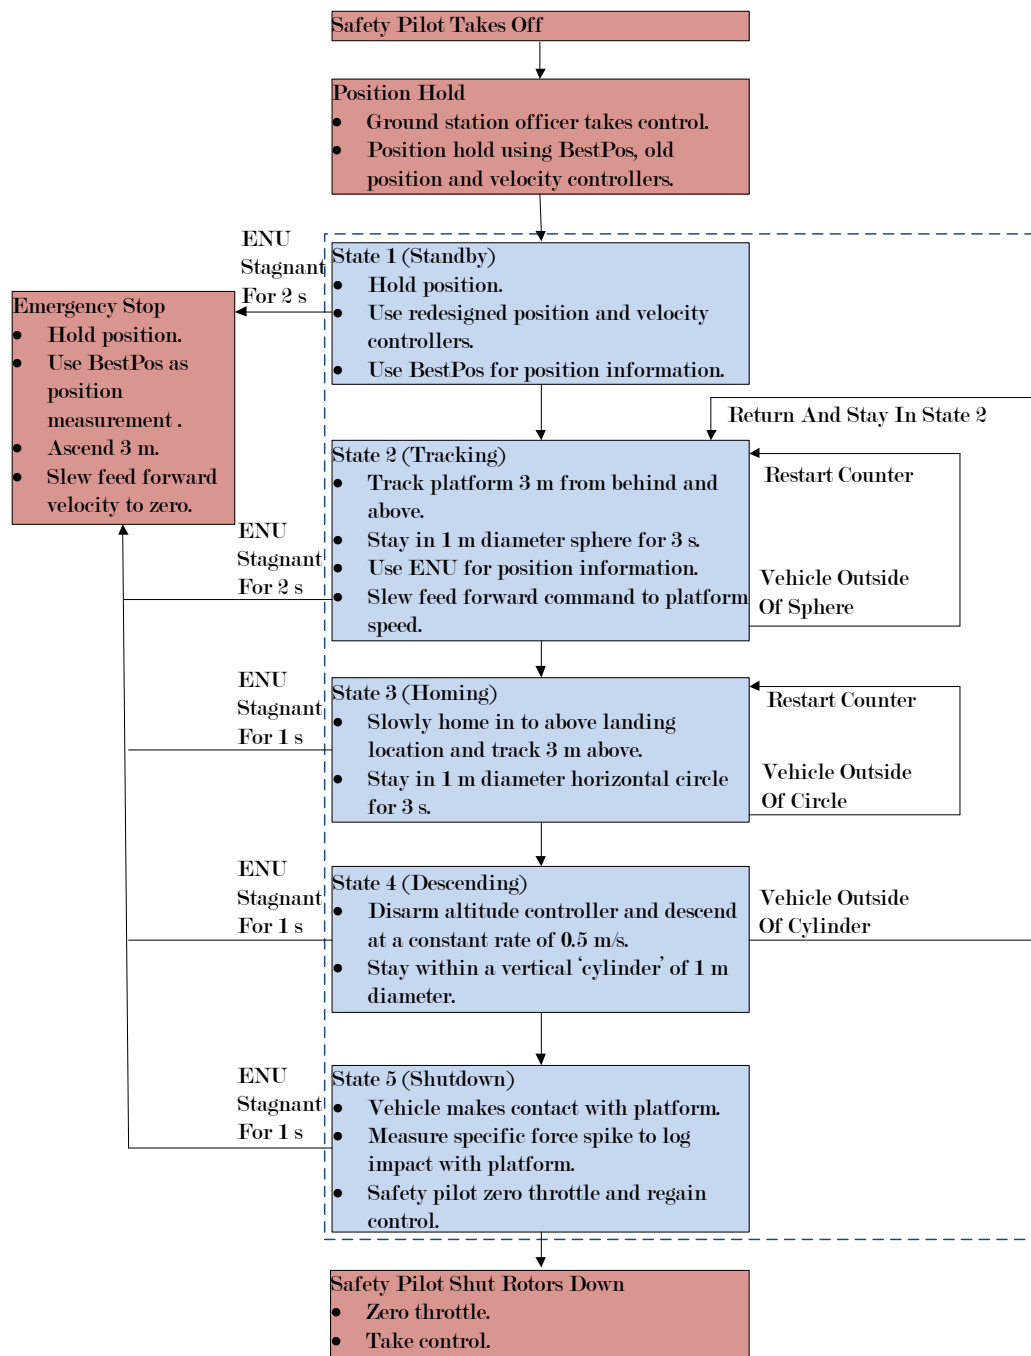 Safety Pilot Takes Off
Position Hold
• Ground station officer takes control.
• Position hold using BestPos, old
position and velocity controllers.
ENU
Stagnant
For 2 s
State 1 (Standby)
• Hold position.
• Use redesigned position and velocity
controllers.
• Use BestPos for position information.
Emergency Stop
• Hold position.
• Use BestPos as
position
measurement .
• Ascend 3 m.
• Slew feed forward
velocity to zero.
Return And Stay In State 2
State 2 (Tracking)
• Track platform 3 m from behind and
above.
• Stay in 1 m diameter sphere for 3 s.
• Use ENU for position information.
• Slew feed forward command to platform
speed.
Restart Counter
Vehicle Outside
Of Sphere
ENU
Stagnant
For 2 s
State 3 (Homing)
• Slowly home in to above landing
location and track 3 m above.
• Stay in 1 m diameter horizontal circle
for 3 s.
Restart Counter
Vehicle Outside
Of Circle
ENU
Stagnant
For 1 s
State 4 (Descending)
• Disarm altitude controller and descend
at a constant rate of 0.5 m/s.
• Stay within a vertical ‘cylinder’ of 1 m
diameter.
Vehicle Outside
Of Cylinder
ENU
Stagnant
For 1 s
State 5 (Shutdown)
• Vehicle makes contact with platform.
• Measure specific force spike to log
impact with platform.
• Safety pilot zero throttle and regain
control.
ENU
Stagnant
For 1 s
Safety Pilot Shut Rotors Down
• Zero throttle.
• Take control.